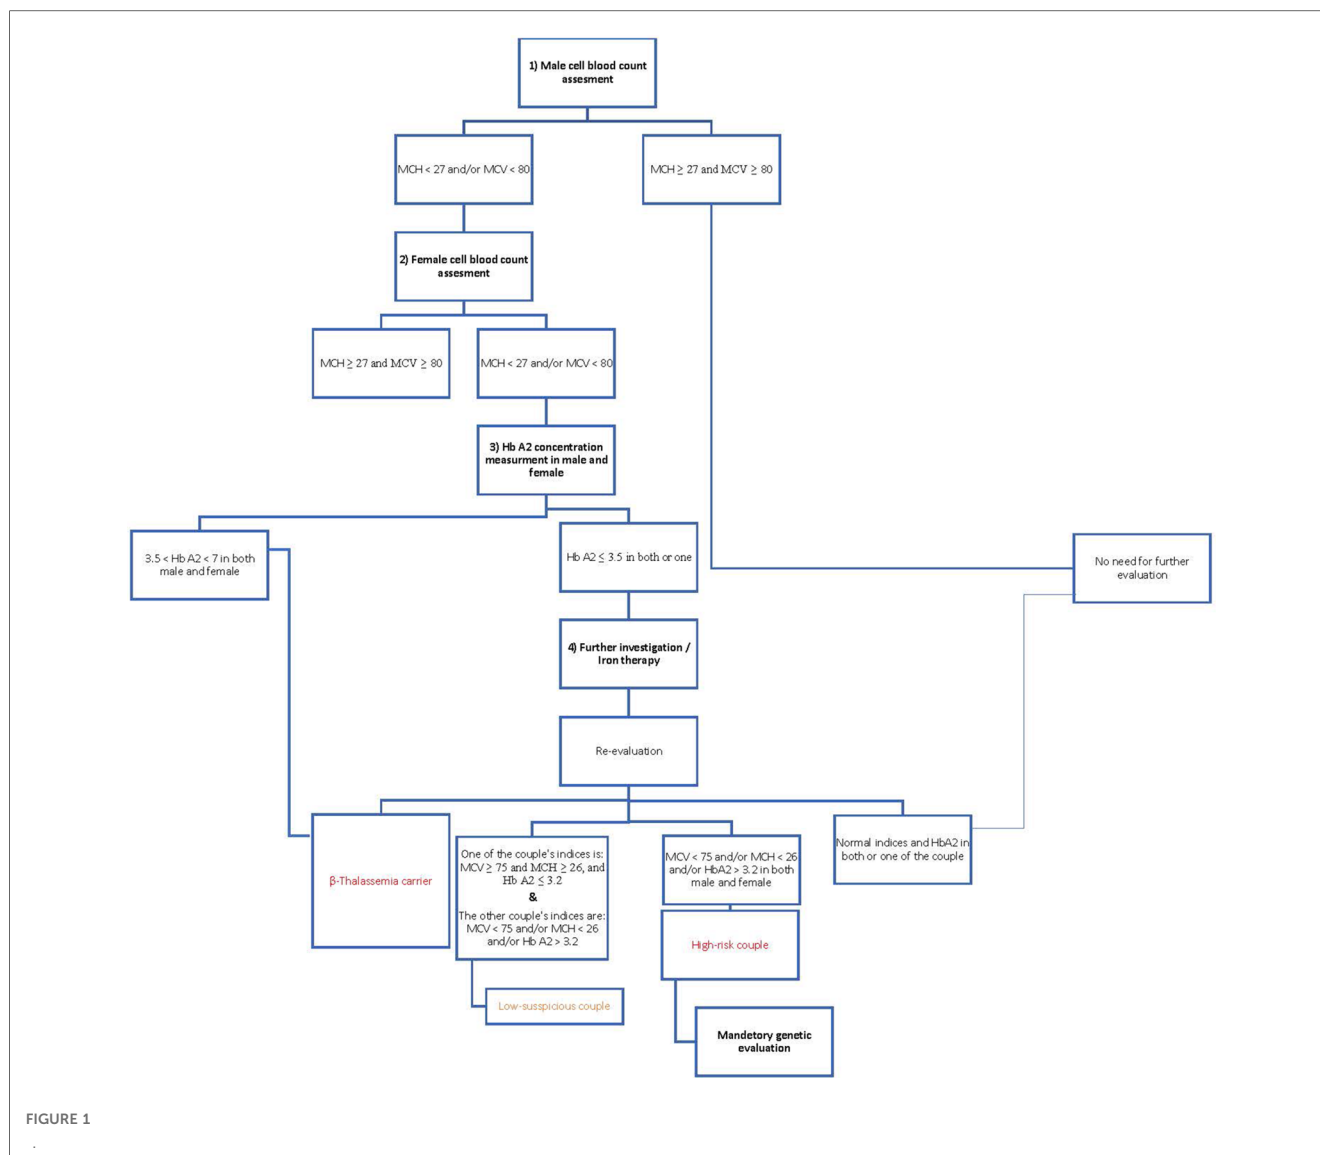 1) Male cell blood count
assesment
MCH < 27 and/or MCV < 80
MCH ≥ 27 and MCV ≥ 80
2) Female cell blood count
assesment
MCH ≥ 27 and MCV ≥ 80
MCH < 27 and/or MCV < 80
3) Hb A2 concentration
measurment in male and
female
3.5 < Hb A2 < 7 in both
male and female
Hb A2 ≤ 3.5 in both or one
No need for further
evaluation
4) Further investigation /
Iron therapy
Re-evaluation
β-Thalassemia carrier
One of the couple's indices is:
MCV ≥ 75 and MCH ≥ 26, and
Hb A2 ≤ 3.2
&
The other couple's indices are:
MCV < 75 and/or MCH < 26
and/or Hb A2 > 3.2
MCV < 75 and/or MCH < 26
and/or HbA2 > 3.2 in both
male and female
Normal indices and HbA2 in
both or one of the couple
High-risk couple
Low-susspicious couple
Mandetory genetic
evaluation
FIGURE 1
.